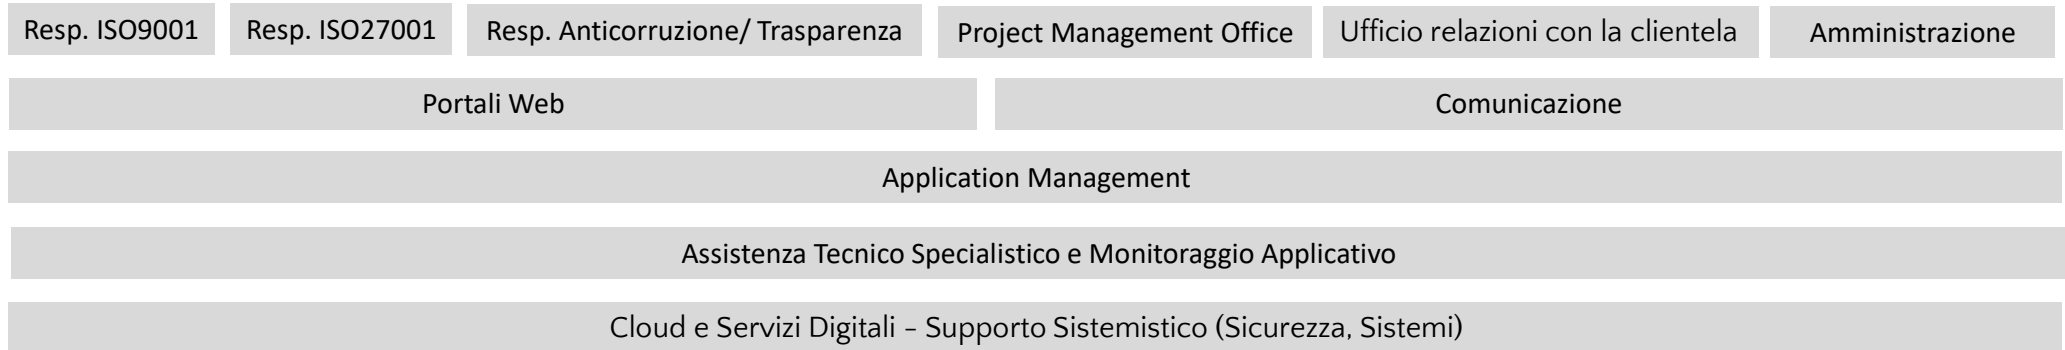 Resp. ISO9001
Resp. ISO27001
Resp. Anticorruzione/ Trasparenza
Project Management Office
Ufficio relazioni con la clientela
Amministrazione
Portali Web
Comunicazione
Application Management
Assistenza Tecnico Specialistico e Monitoraggio Applicativo
Cloud e Servizi Digitali – Supporto Sistemistico (Sicurezza, Sistemi)